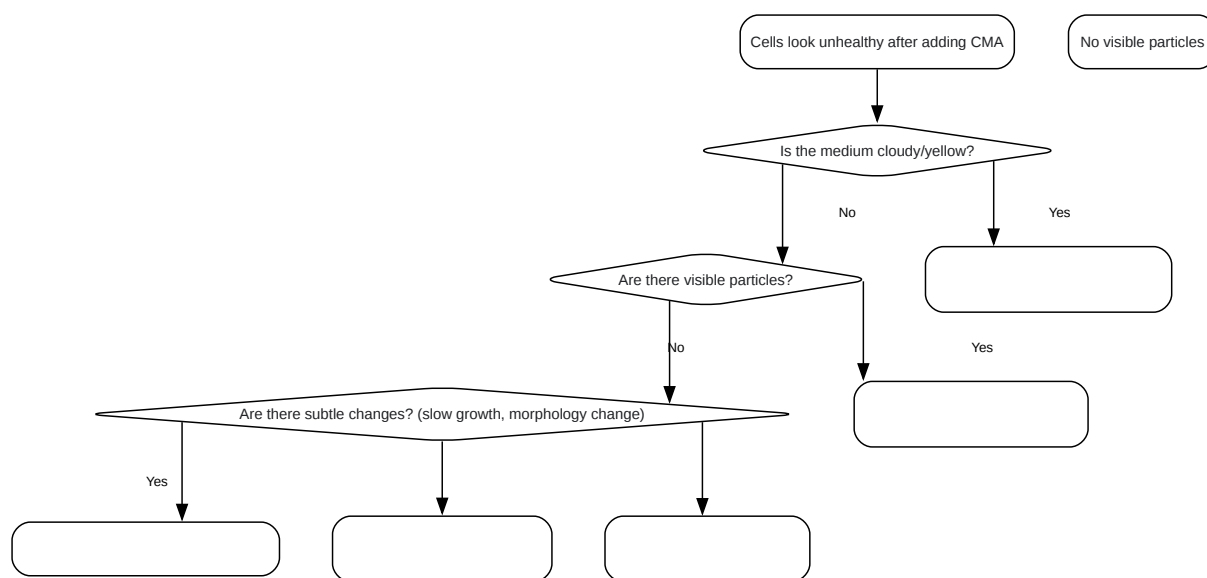 Cells look unhealthy after adding CMA
No visible particles
Is the medium cloudy/yellow?
No
Yes
Are there visible particles?
No
Yes
Are there subtle changes? (slow growth, morphology change)
Yes